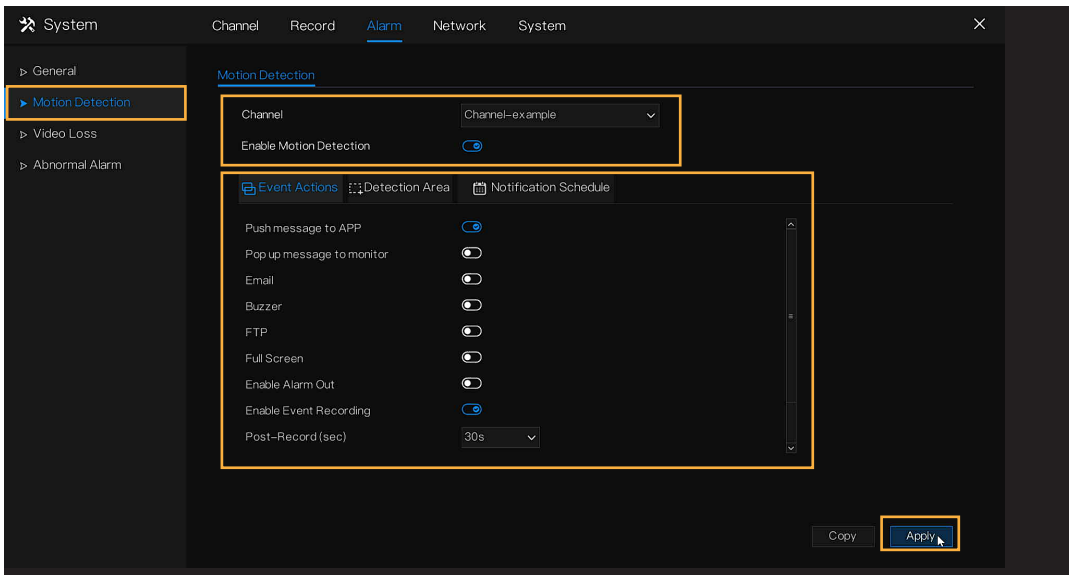 System
Channel Record Alarm Network System
General
Motion Detection
Video Loss
Abnormal Alarm
Motion Detection
Channel Channel-example
Enable Motion Detection
Event Actions Detection Area Notification Schedule
Push message to APP
Pop up message to monitor
Email
Buzzer
FTP
Full Screen
Enable Alarm Out
Enable Event Recording
Post-Record (sec) 30s
Copy Apply